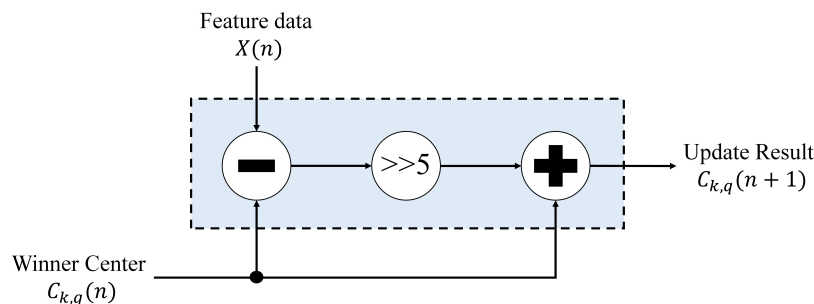 Feature data
X(n)
>>5
Update Result
C_{k,q}(n + 1)
Winner Center
C_{k,q}(n)